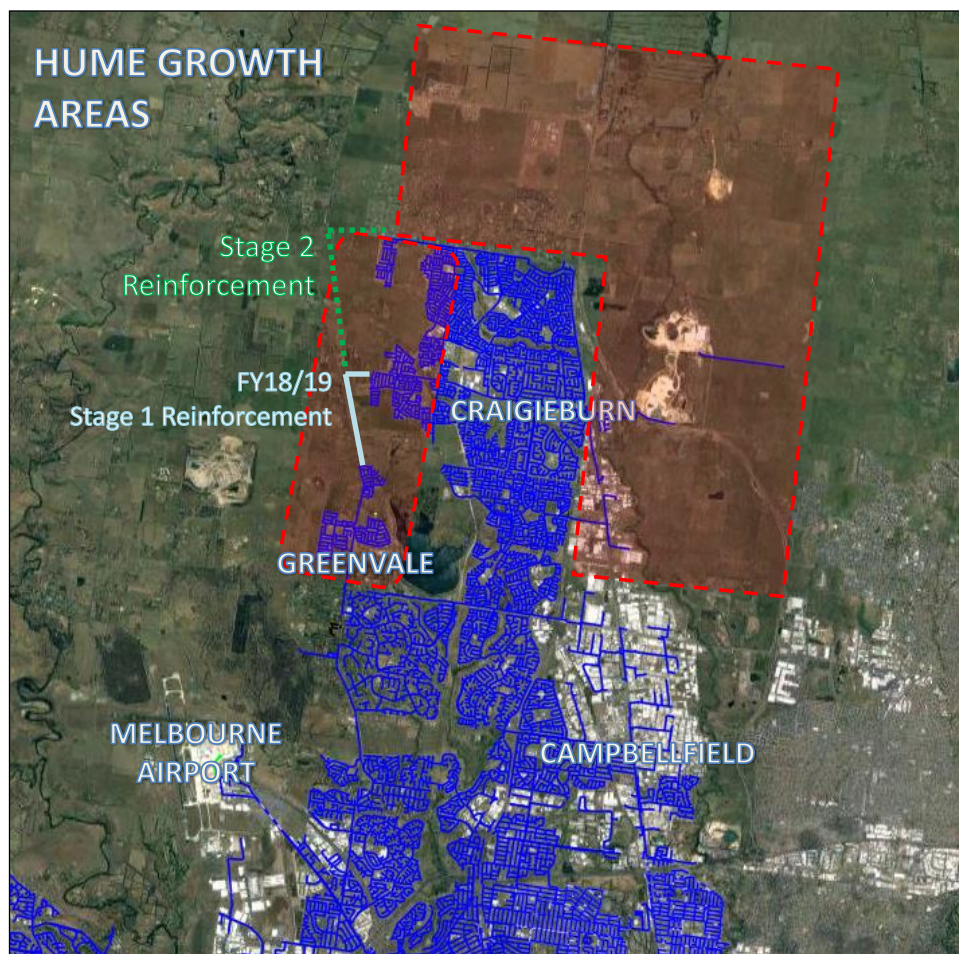 HUME GROWTH
AREAS
Stage 2
Reinforcement
FY18/19
Stage 1 Reinforcement
CRAIGIEBURN
GREENVALE
MELBOURNE
AIRPORT
CAMPBELLFIELD